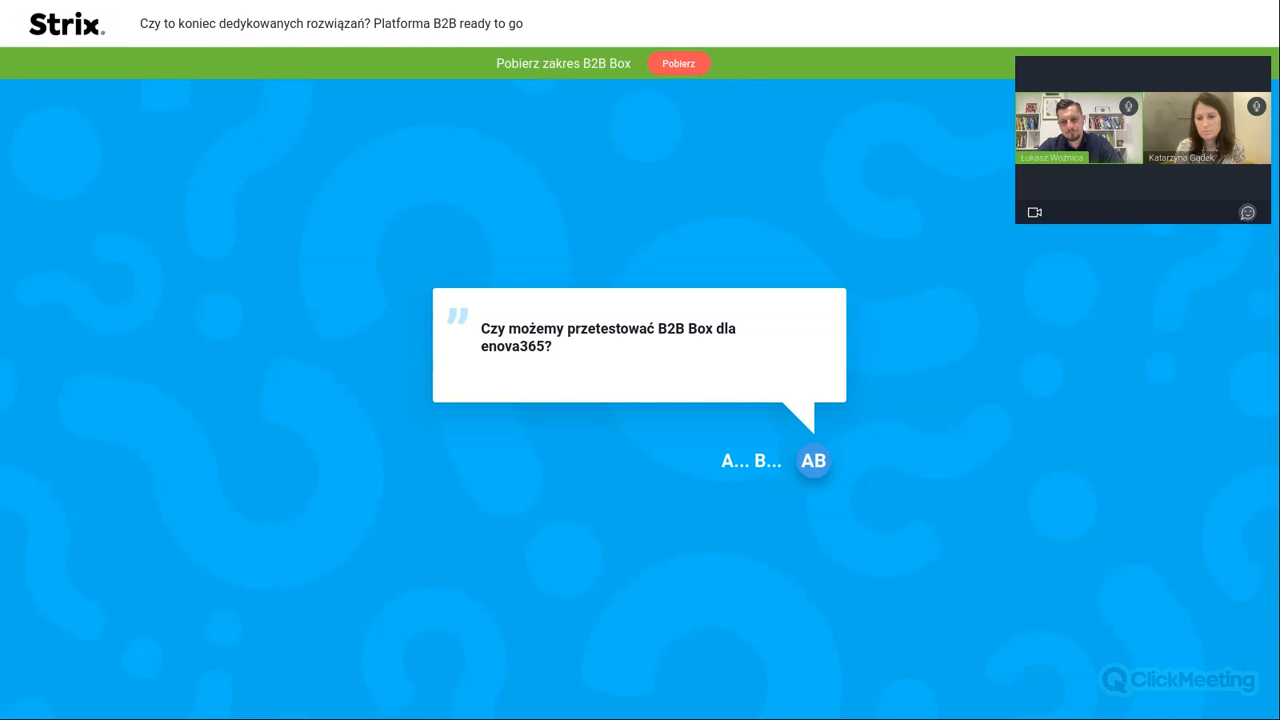 Strix
Czy to koniec dedykowanych rozwiązań? Platforma B2B ready to go
Pobierz zakres B2B Box
Pobierz
Łukasz Woźnica
Katarzyna Gądek
Czy możemy przetestować B2B Box dla
enova365?
A... B...
AB
ClickMeeting